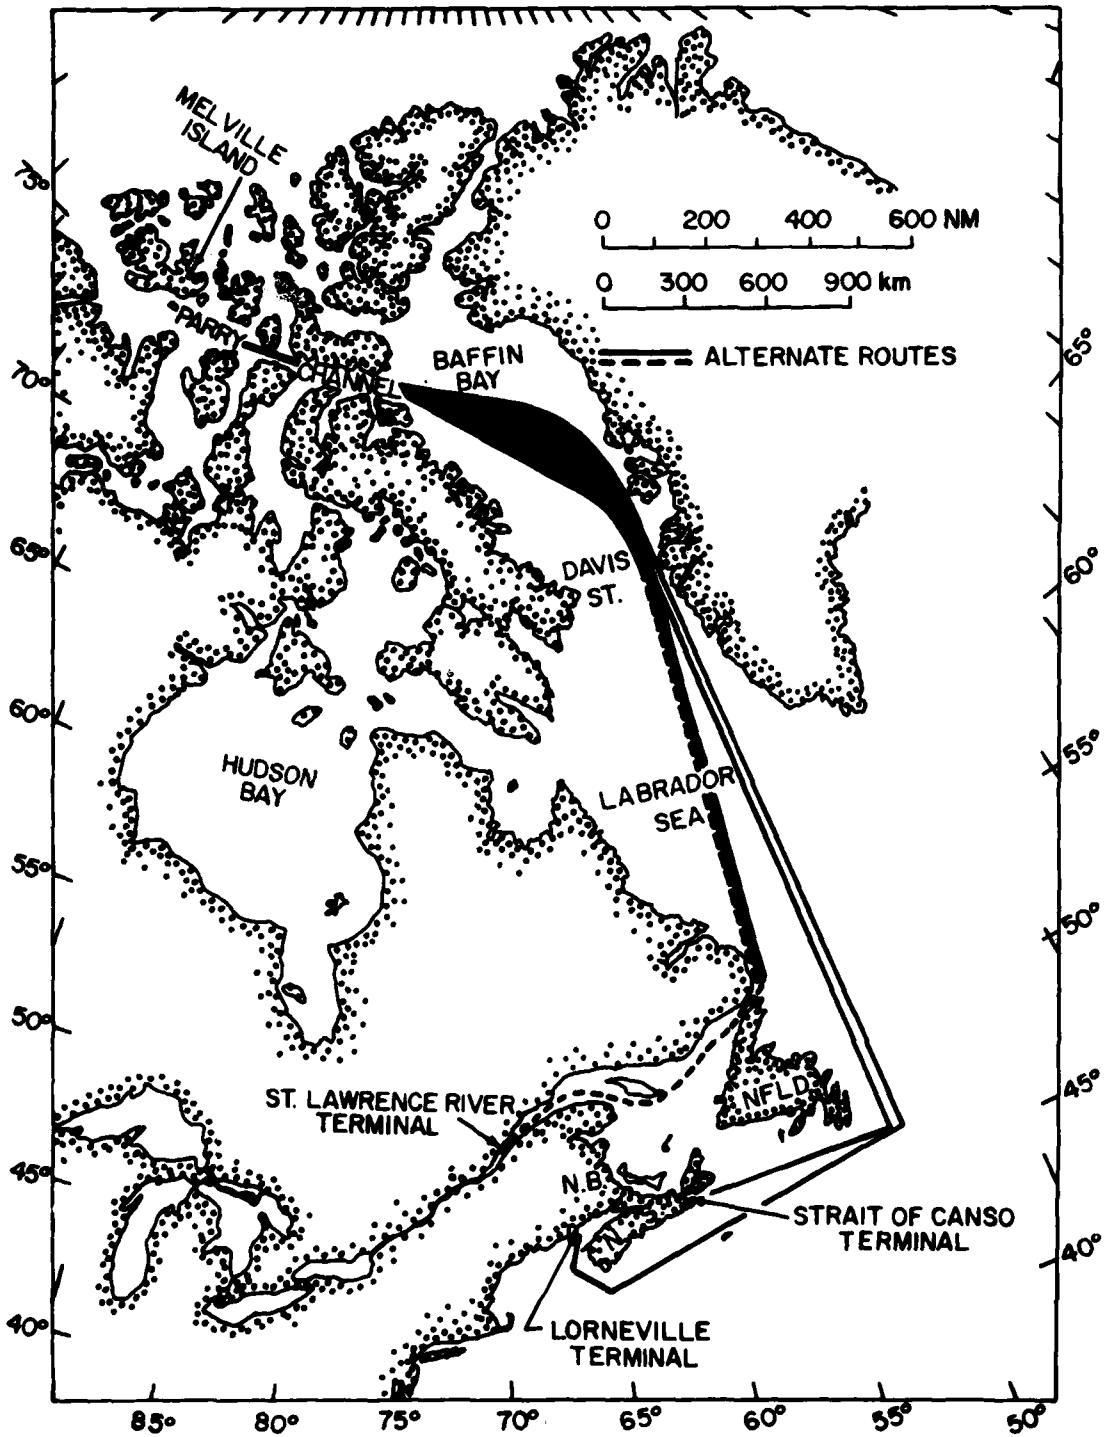 MELVILLE
ISLAND
0 200 400 600 NM
0 300 600 900 km
ALTERNATE ROUTES
PARRY
CHANNEL
BAFFIN
BAY
DAVIS
ST.
HUDSON
BAY
LABRADOR
SEA
NFLD.
ST. LAWRENCE RIVER
TERMINAL
N.B.
STRAIT OF CANSO
TERMINAL
LORNEVILLE
TERMINAL
73°
70°
65°
60°
55°
50°
45°
40°
65°
60°
55°
50°
45°
40°
85° 80° 75° 70° 65° 60° 55° 50°